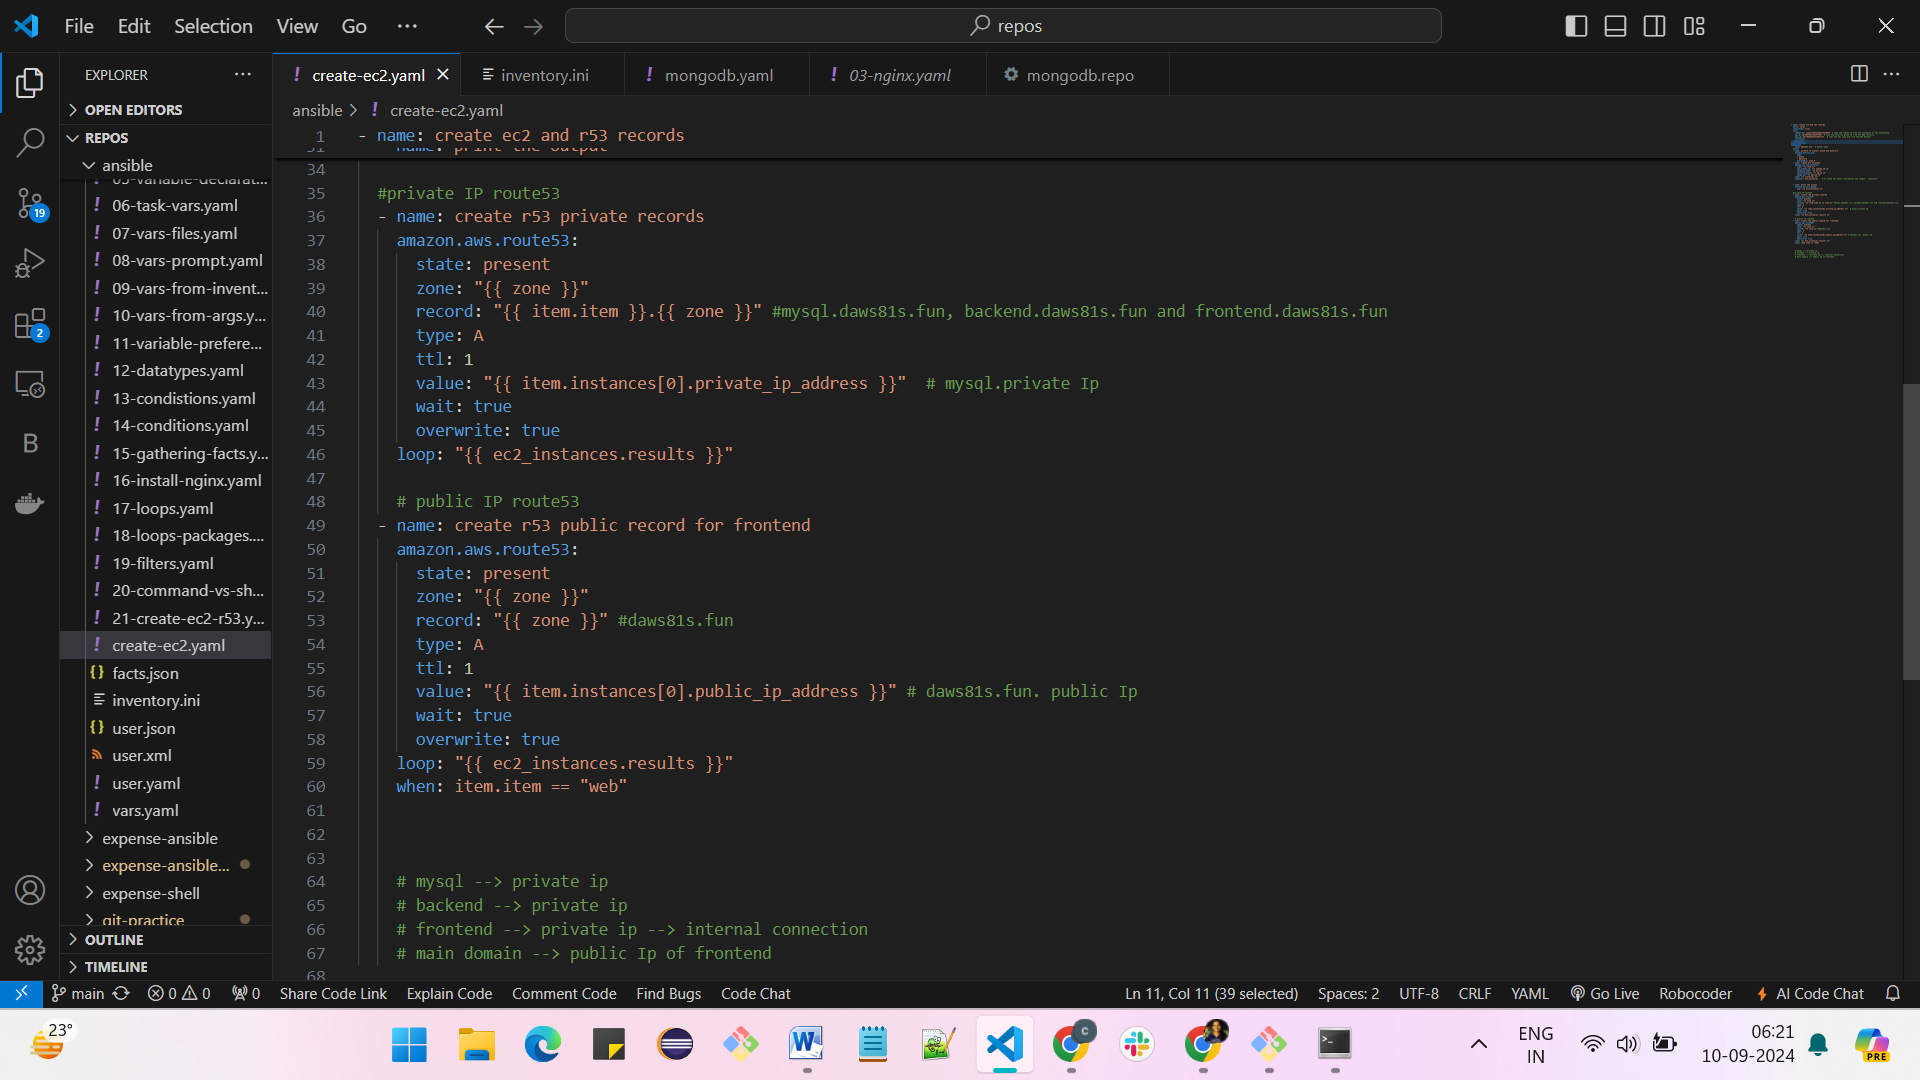 File Edit Selection View Go ···
repos
EXPLORER ···
OPEN EDITORS
REPOS
ansible
06-task-vars.yaml
07-vars-files.yaml
08-vars-prompt.yaml
09-vars-from-invent...
10-vars-from-args.y...
11-variable-prefere...
12-datatypes.yaml
13-condistions.yaml
14-conditions.yaml
15-gathering-facts.y...
16-install-nginx.yaml
17-loops.yaml
18-loops-packages....
19-filters.yaml
20-command-vs-sh...
21-create-ec2-r53.y...
create-ec2.yaml
facts.json
inventory.ini
user.json
user.xml
user.yaml
vars.yaml
expense-ansible
expense-ansible...
expense-shell
git-practice
OUTLINE
TIMELINE
19
2
B
create-ec2.yaml inventory.ini mongodb.yaml 03-nginx.yaml mongodb.repo
ansible > ! create-ec2.yaml
1 - name: create ec2 and r53 records
name: print the output
34
35 #private IP route53
36 - name: create r53 private records
37 amazon.aws.route53:
38 state: present
39 zone: "{{ zone }}"
40 record: "{{ item.item }}.{{ zone }}" #mysql.daws81s.fun, backend.daws81s.fun and frontend.daws81s.fun
41 type: A
42 ttl: 1
43 value: "{{ item.instances[0].private_ip_address }}"  # mysql.private Ip
44 wait: true
45 overwrite: true
46 loop: "{{ ec2_instances.results }}"
47
48 # public IP route53
49 - name: create r53 public record for frontend
50 amazon.aws.route53:
51 state: present
52 zone: "{{ zone }}"
53 record: "{{ zone }}" #daws81s.fun
54 type: A
55 ttl: 1
56 value: "{{ item.instances[0].public_ip_address }}" # daws81s.fun. public Ip
57 wait: true
58 overwrite: true
59 loop: "{{ ec2_instances.results }}"
60 when: item.item == "web"
61
62
63
64 # mysql --> private ip
65 # backend --> private ip
66 # frontend --> private ip --> internal connection
67 # main domain --> public Ip of frontend
68
main 0 0 0 Share Code Link Explain Code Comment Code Find Bugs Code Chat Ln 11, Col 11 (39 selected) Spaces: 2 UTF-8 CRLF YAML Go Live Robocoder AI Code Chat
23°
ENG
IN
06:21
10-09-2024
PRE